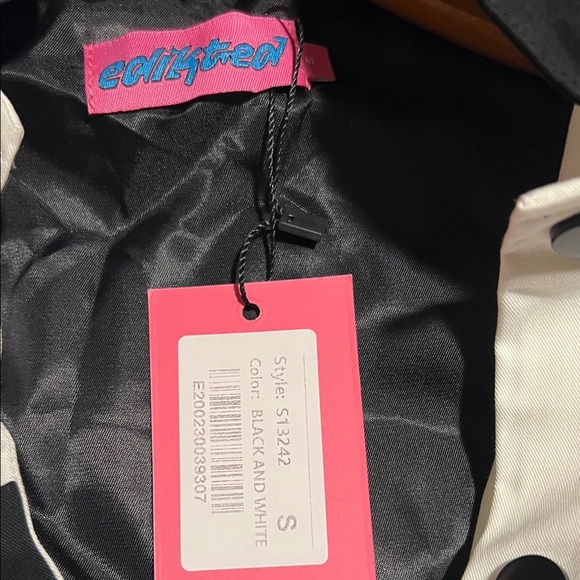 edikted
S
Style: S13242
Color: BLACK AND WHITE
E200230039307
S